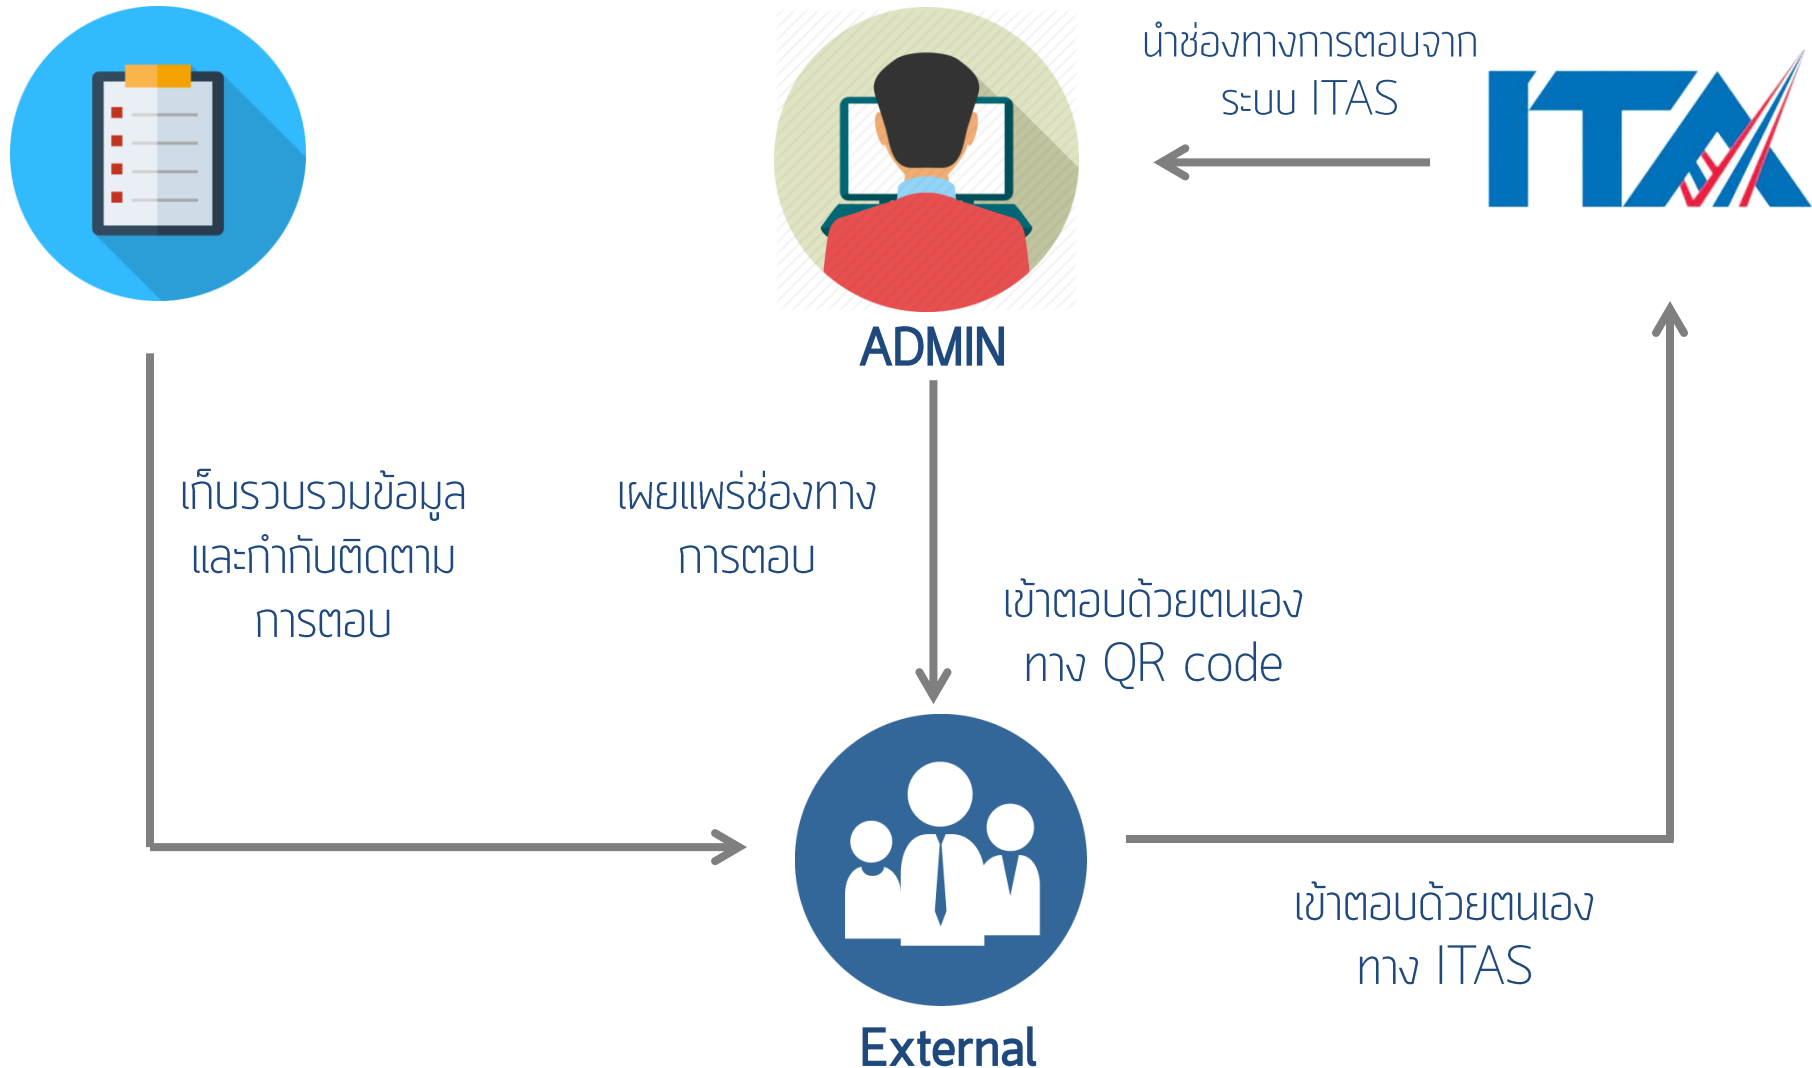 นำช่องทางการตอบจาก
ระบบ ITAS
ITA
ADMIN
เก็บรวบรวมข้อมูล
และกำกับติดตาม
การตอบ
เผยแพร่ช่องทาง
การตอบ
เข้าตอบด้วยตนเอง
ทาง QR code
เข้าตอบด้วยตนเอง
ทาง ITAS
External